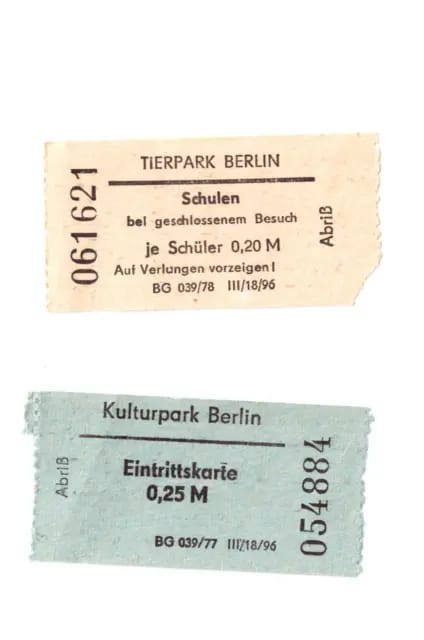 061621
TIERPARK BERLIN
Schulen
bei geschlossenem Besuch
je Schüler 0,20 M
Auf Verlangen vorzeigen!
BG 039/78 III/18/96
Abriß
Kulturpark Berlin
Abriß
Eintrittskarte
0,25 M
BG 039/77 III/18/96
054884